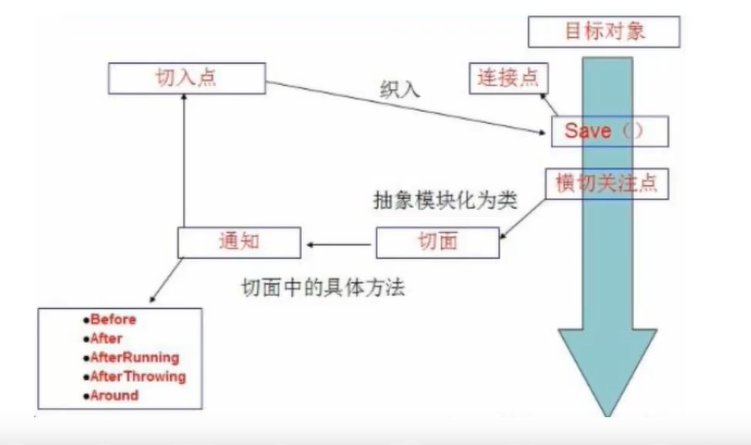 目标对象
切入点
织入
连接点
Save（）
横切关注点
抽象模块化为类
通知
切面
切面中的具体方法
●Before
●After
●AfterRunning
●AfterThrowing
●Around